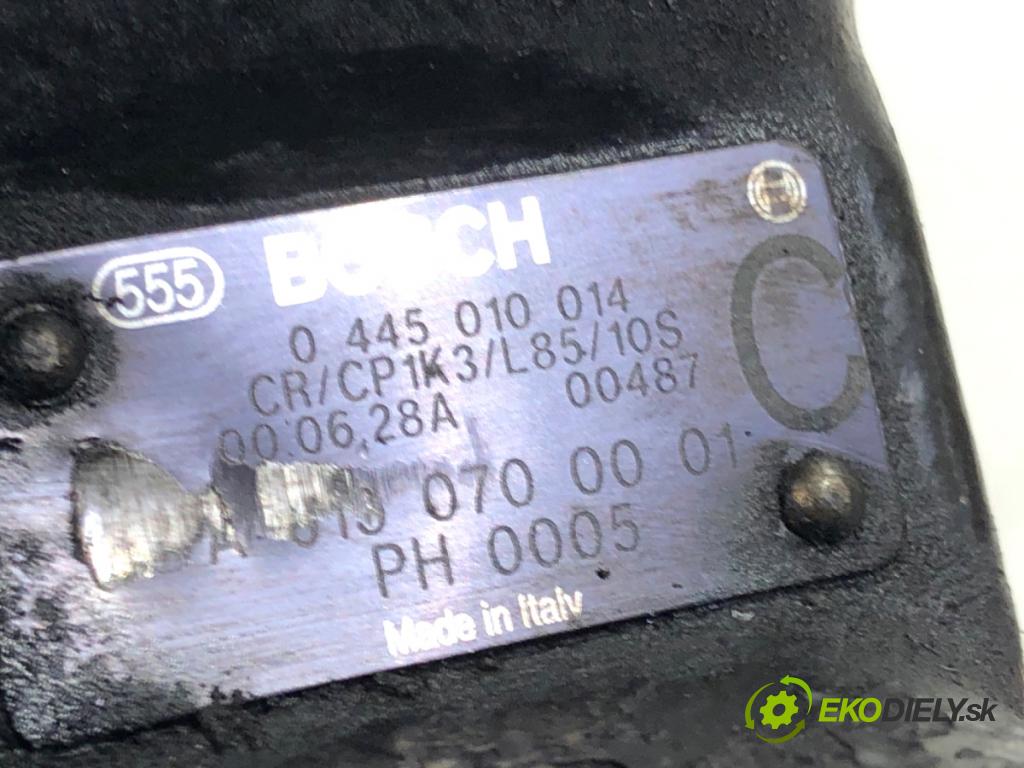 555 BOSCH
0 445 010 014
CR/CP1K3/L85/10S
00.06,28A 00487
C
A 070 00 01
PH 0005
Made in Italy
EKODIELY.sk